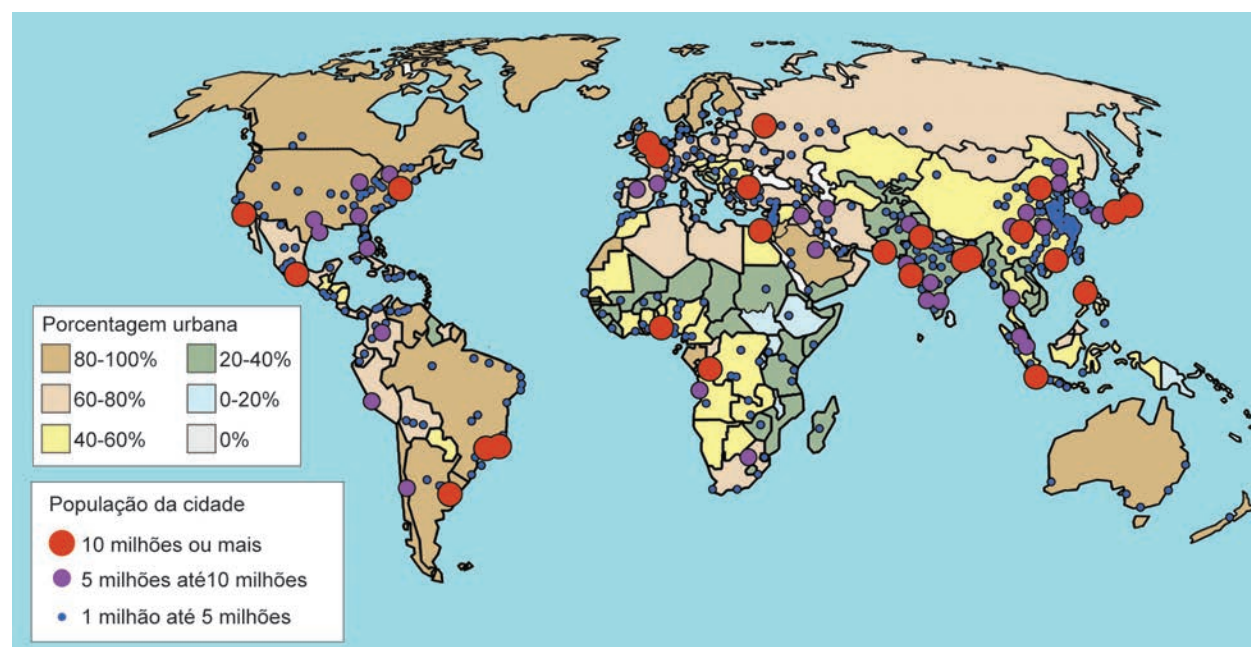 Porcentagem urbana
80-100%
20-40%
60-80%
0-20%
40-60%
0%
População da cidade
10 milhões ou mais
5 milhões até10 milhões
1 milhão até 5 milhões